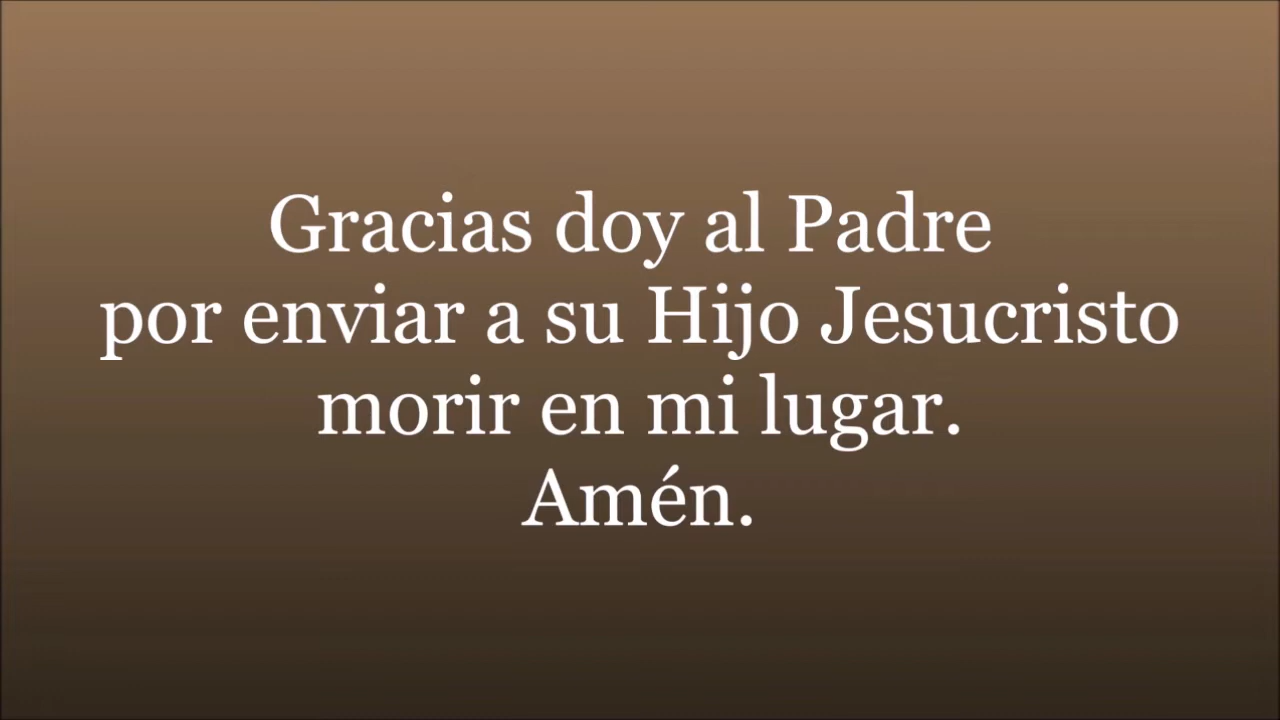 Gracias doy al Padre
por enviar a su Hijo Jesucristo
morir en mi lugar.
Amén.